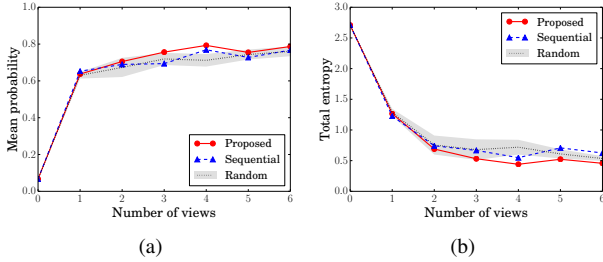 1.0
0.8
0.6
0.4
0.2
0.0
Mean probability
Proposed
Sequential
Random
0 1 2 3 4 5 6
Number of views
(a)
3.0
2.5
2.0
1.5
1.0
0.5
0.0
Total entropy
Proposed
Sequential
Random
0 1 2 3 4 5 6
Number of views
(b)